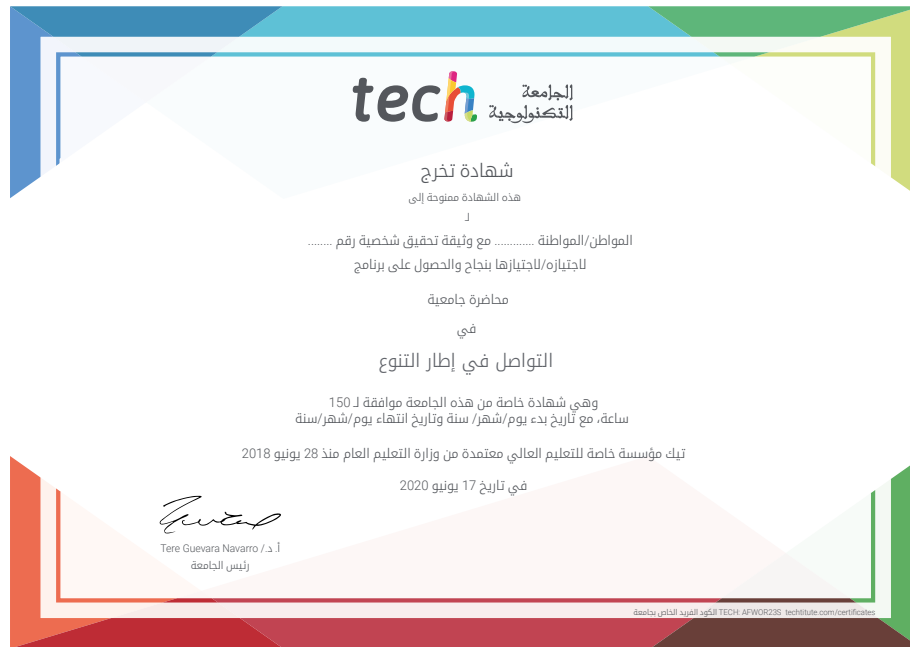 tech الجامعة
التكنولوجية
شهادة تخرج
هذه الشهادة ممنوحة إلى
لـ
المواطن/المواطنة ............ مع وثيقة تحقيق شخصية رقم ........
لاجتيازه/لاجتيازها بنجاح والحصول على برنامج
محاضرة جامعية
في
التواصل في إطار التنوع
وهي شهادة خاصة من هذه الجامعة موافقة لـ 150
ساعة، مع تاريخ بدء يوم/شهر/ سنة وتاريخ انتهاء يوم/شهر/سنة
تيك مؤسسة خاصة للتعليم العالي معتمدة من وزارة التعليم العام منذ 28 يونيو 2018
في تاريخ 17 يونيو 2020
أ. د./ Tere Guevara Navarro
رئيس الجامعة
الكود الفريد الخاص بجامعة TECH: AFWOR23S techtitute.com/certificates